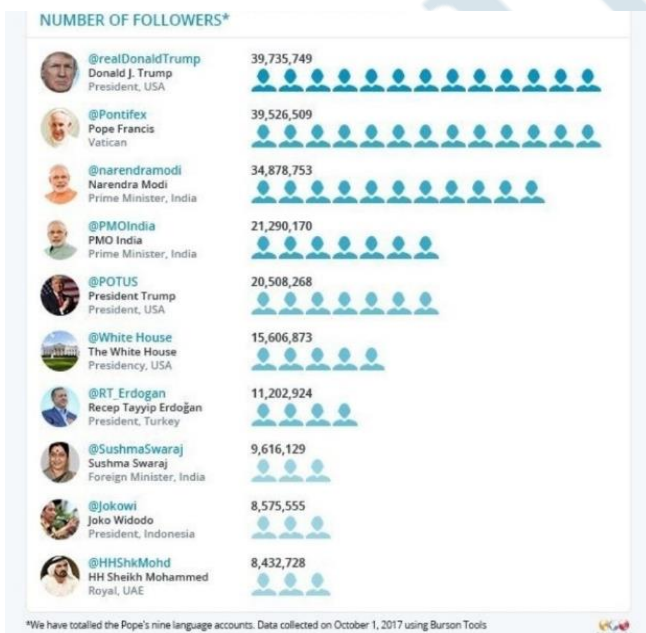 NUMBER OF FOLLOWERS*
@realDonaldTrump
Donald J. Trump
President, USA
39,735,749
@Pontifex
Pope Francis
Vatican
39,526,509
@narendramodi
Narendra Modi
Prime Minister, India
34,878,753
@PMOIndia
PMO India
Prime Minister, India
21,290,170
@POTUS
President Trump
President, USA
20,508,268
@White House
The White House
Presidency, USA
15,606,873
@RT_Erdogan
Recep Tayyip Erdoğan
President, Turkey
11,202,924
@SushmaSwaraj
Sushma Swaraj
Foreign Minister, India
9,616,129
@Jokowi
Joko Widodo
President, Indonesia
8,575,555
@HHShkMohd
HH Sheikh Mohammed
Royal, UAE
8,432,728
*We have totalled the Pope's nine language accounts. Data collected on October 1, 2017 using Burson Tools